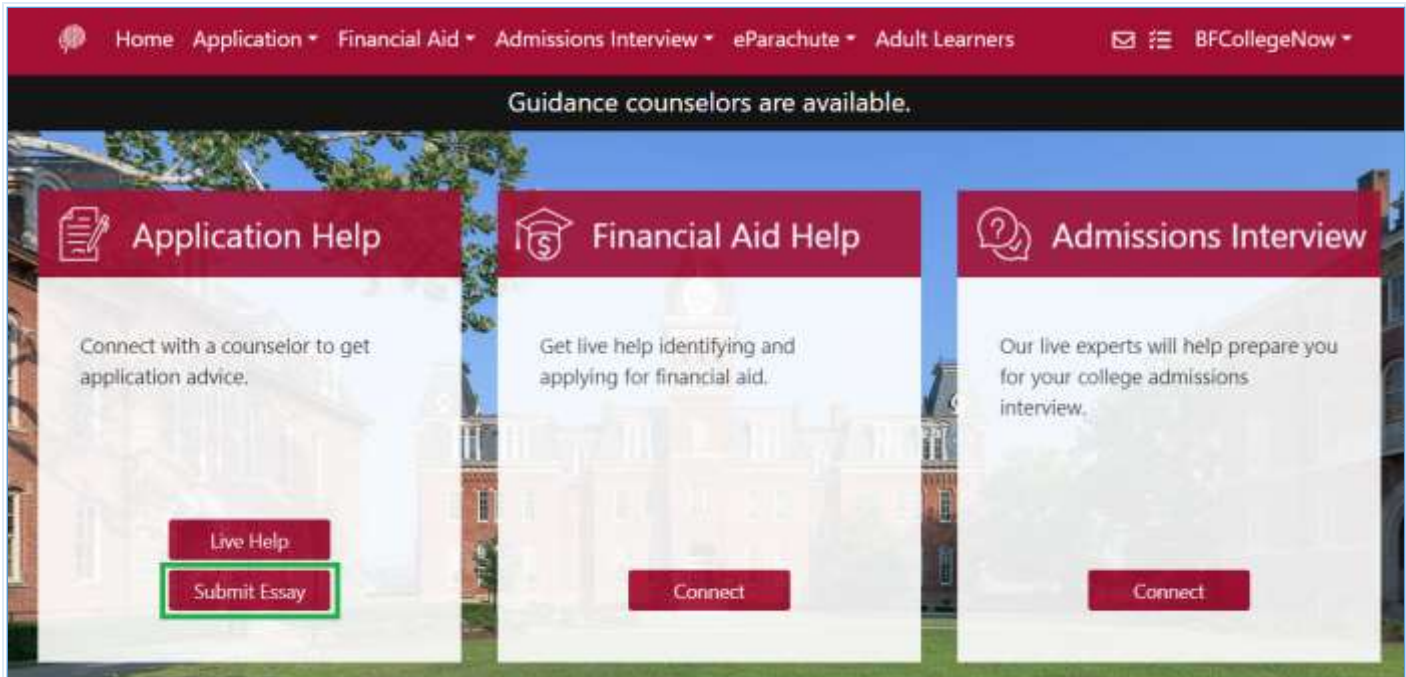 Home Application Financial Aid Admissions Interview eParachute Adult Learners BFCollegeNow
Guidance counselors are available.
Application Help
Connect with a counselor to get
application advice.
Live Help
Submit Essay
Financial Aid Help
Get live help identifying and
applying for financial aid.
Connect
Admissions Interview
Our live experts will help prepare you
for your college admissions
interview.
Connect